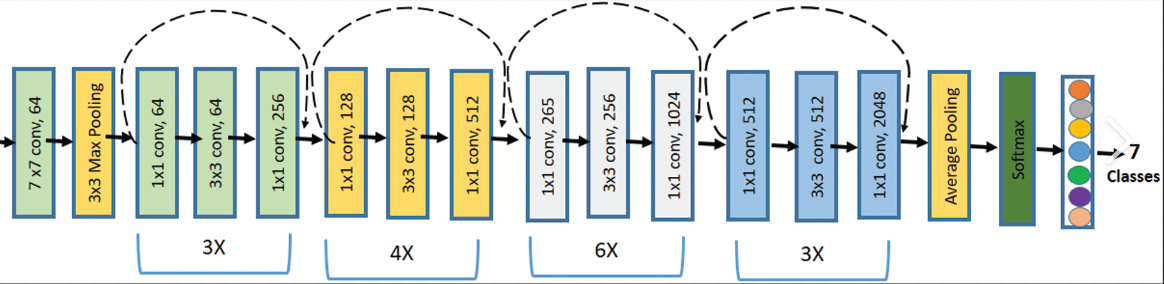 7 x7 conv, 64
3x3 Max Pooling
1x1 conv, 64
3x3 conv, 64
1x1 conv, 256
1x1 conv, 128
3x3 conv, 128
1x1 conv, 512
1x1 conv, 265
3x3 conv, 256
1x1 conv, 1024
1x1 conv, 512
3x3 conv, 512
1x1 conv, 2048
Average Pooling
Softmax
7
Classes
3X
4X
6X
3X